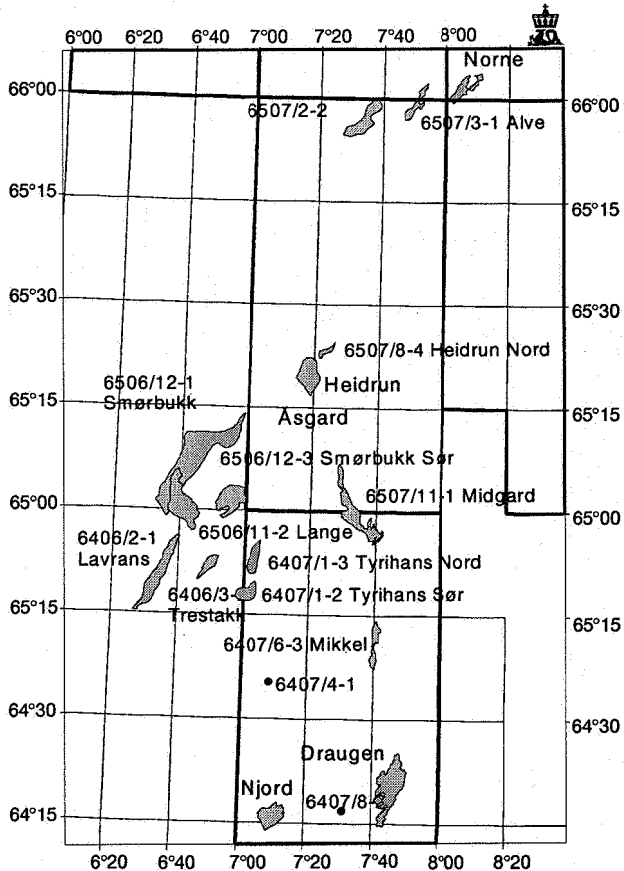 6°00 6°20 6°40 7°00 7°20 7°40 8°00
Norne
66°00 66°00
6507/2-2
6507/3-1 Alve
65°15 65°15
65°30 65°30
6507/8-4 Heidrun Nord
Heidrun
6506/12-1
Smørbukk
65°15 65°15
Åsgard
6506/12-3 Smørbukk Sør
6507/11-1 Midgard
65°00 65°00
6506/11-2 Lange
6406/2-1
Lavrans
6407/1-3 Tyrihans Nord
6406/3-
Trestakk
6407/1-2 Tyrihans Sør
65°15 65°15
6407/6-3 Mikkel
6407/4-1
64°30 64°30
Draugen
Njord
6407/8-
64°15 64°15
6°20 6°40 7°00 7°20 7°40 8°00 8°20